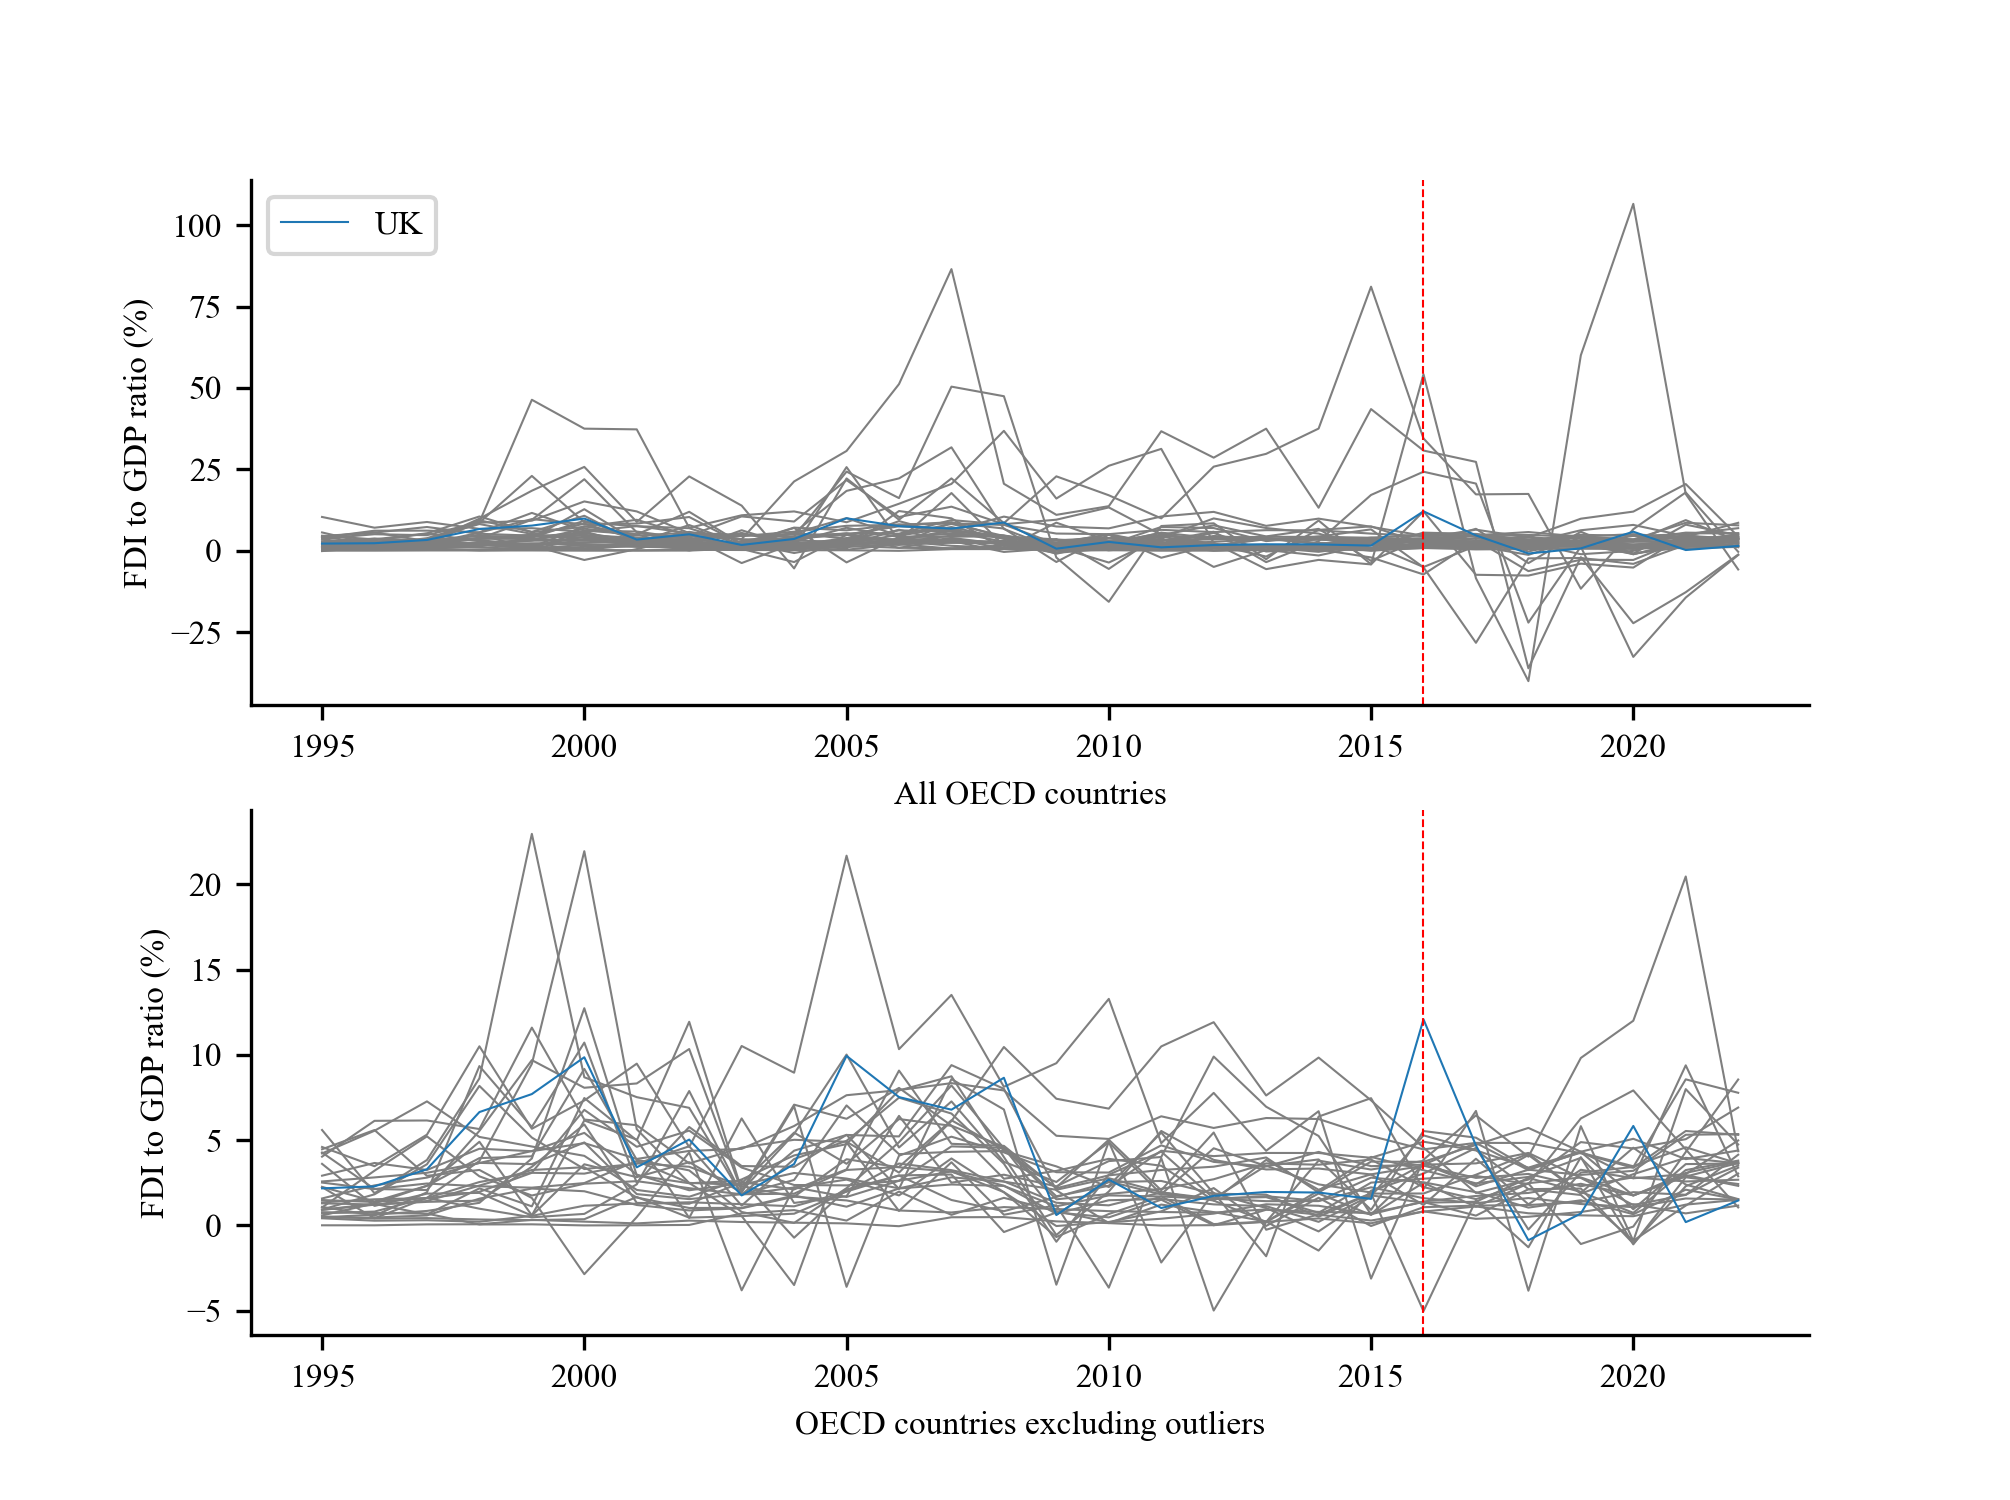 UK
FDI to GDP ratio (%)
100
75
50
25
0
−25
1995 2000 2005 2010 2015 2020
All OECD countries
FDI to GDP ratio (%)
20
15
10
5
0
−5
1995 2000 2005 2010 2015 2020
OECD countries excluding outliers